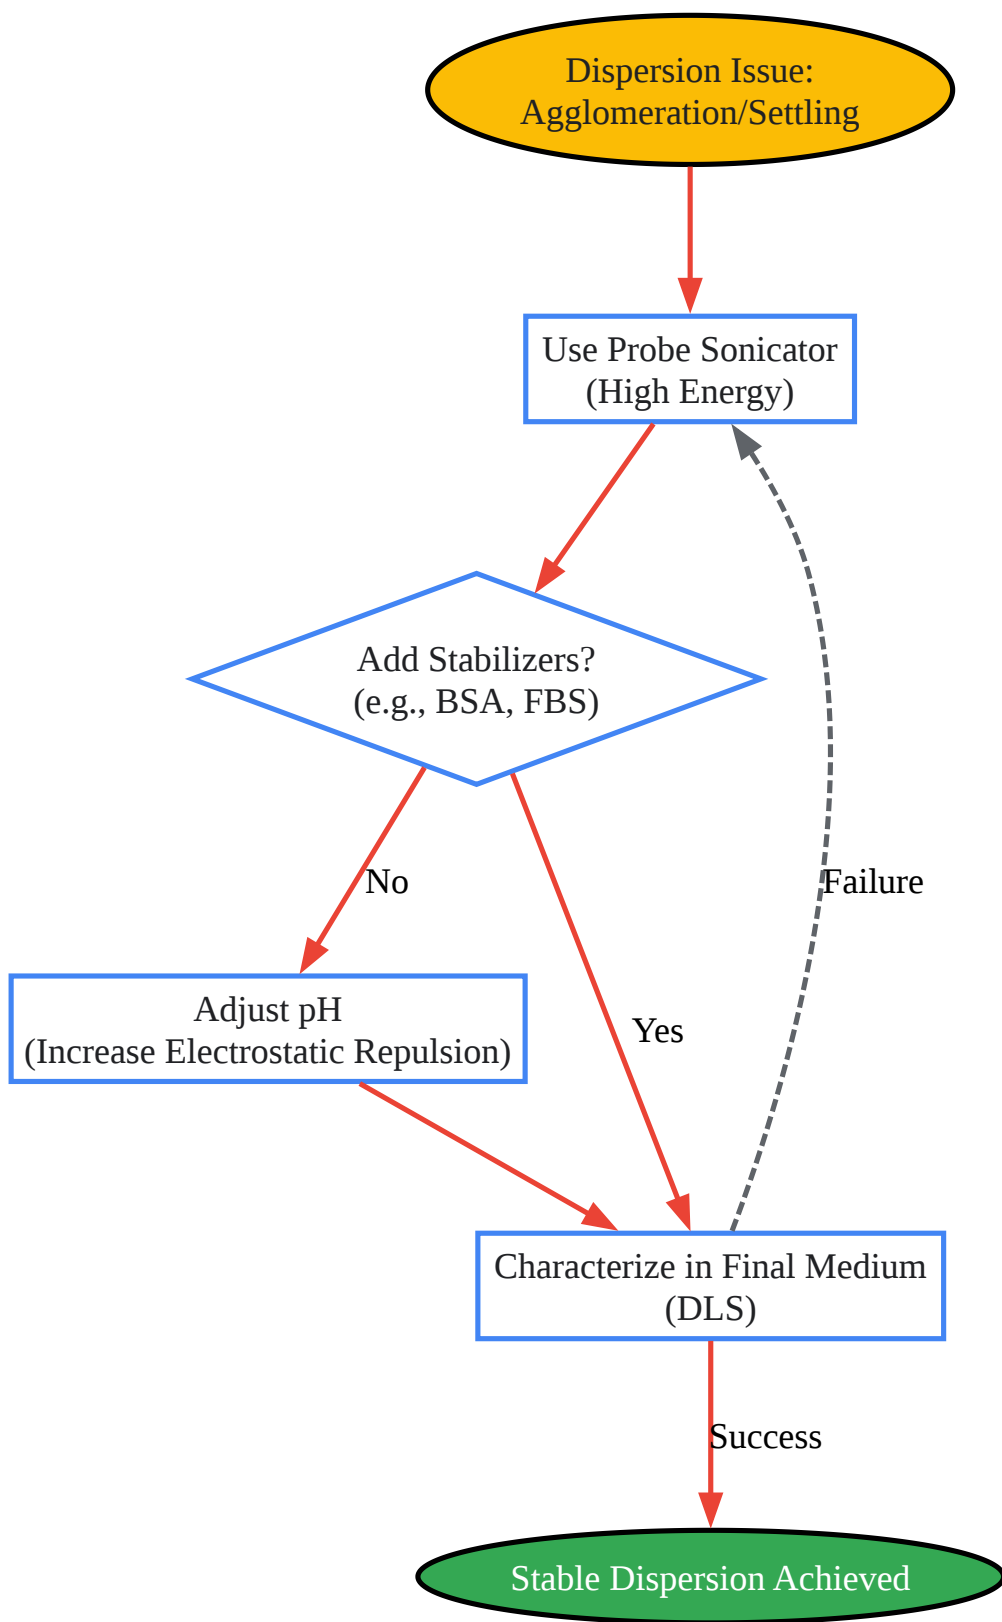 Dispersion Issue:
Agglomeration/Settling
Use Probe Sonicator
(High Energy)
Add Stabilizers?
(e.g., BSA, FBS)
No
Failure
Adjust pH
(Increase Electrostatic Repulsion)
Yes
Characterize in Final Medium
(DLS)
Success
Stable Dispersion Achieved